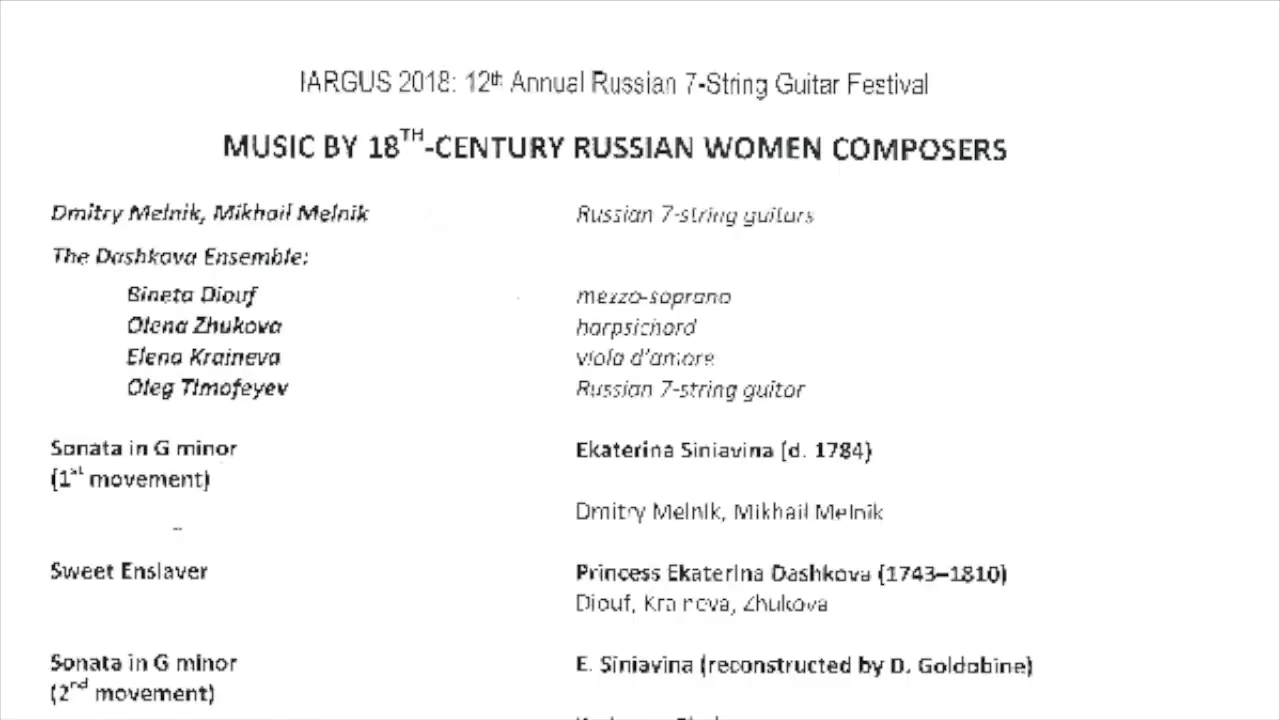 IARGUS 2018: 12th Annual Russian 7-String Guitar Festival
MUSIC BY 18TH-CENTURY RUSSIAN WOMEN COMPOSERS
Dmitry Melnik, Mikhail Melnik Russian 7-string guitars
The Dashkova Ensemble:
Bineta Diouf mezzo-soprano
Olena Zhukova harpsichord
Elena Kraineva viola d'amore
Oleg Timofeyev Russian 7-string guitar
Sonata in G minor Ekaterina Siniavina (d. 1784)
(1st movement)
Dmitry Melnik, Mikhail Melnik
Sweet Enslaver Princess Ekaterina Dashkova (1743–1810)
Diouf, Kraineva, Zhukova
Sonata in G minor E. Siniavina (reconstructed by D. Goldobine)
(2nd movement)